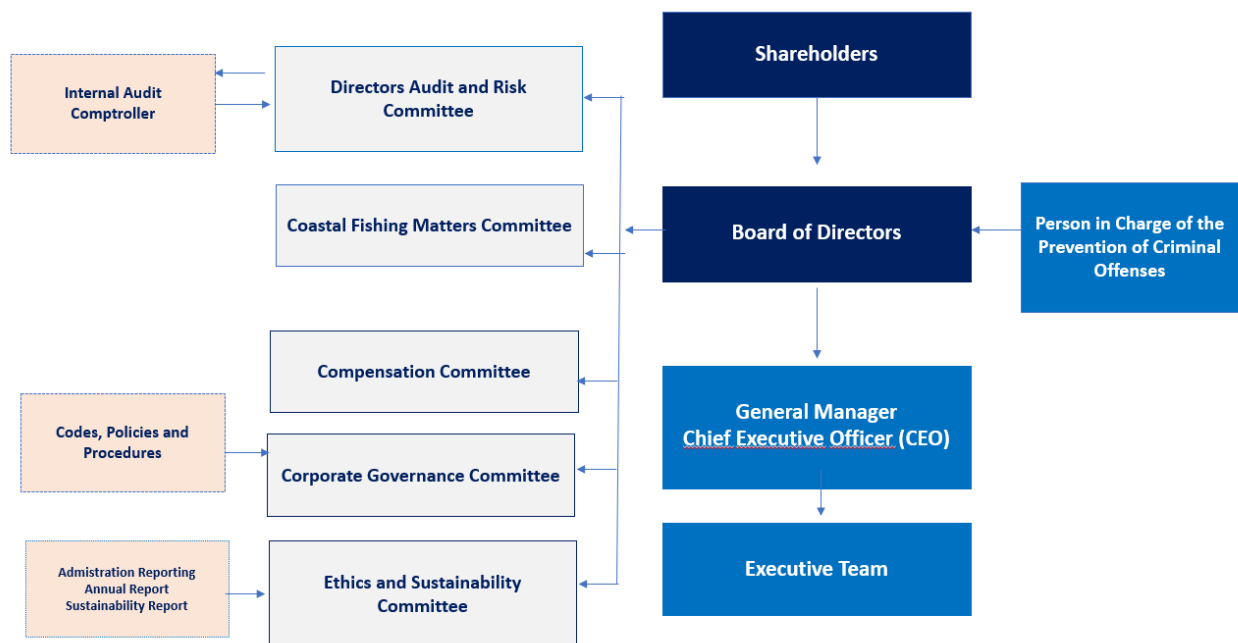 Shareholders
Internal Audit
Comptroller
Directors Audit and Risk
Committee
Coastal Fishing Matters Committee
Board of Directors
Person in Charge of the
Prevention of Criminal
Offenses
Compensation Committee
General Manager
Chief Executive Officer (CEO)
Codes, Policies and
Procedures
Corporate Governance Committee
Admistration Reporting
Annual Report
Sustainability Report
Ethics and Sustainability
Committee
Executive Team